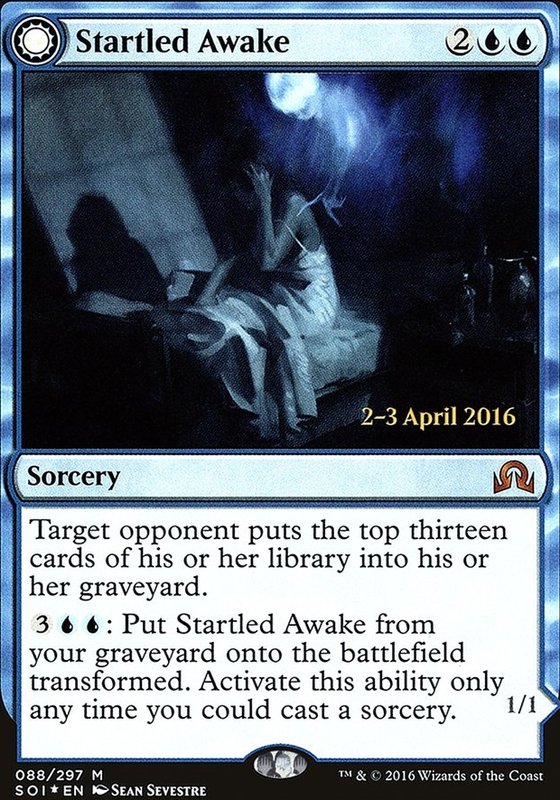 Startled Awake 2
2–3 April 2016
Sorcery
Target opponent puts the top thirteen
cards of his or her library into his or
her graveyard.
3 : Put Startled Awake from
your graveyard onto the battlefield
transformed. Activate this ability only
any time you could cast a sorcery.
1/1
088/297 M
SOI★EN Sean Sevestre
™ & © 2016 Wizards of the Coast